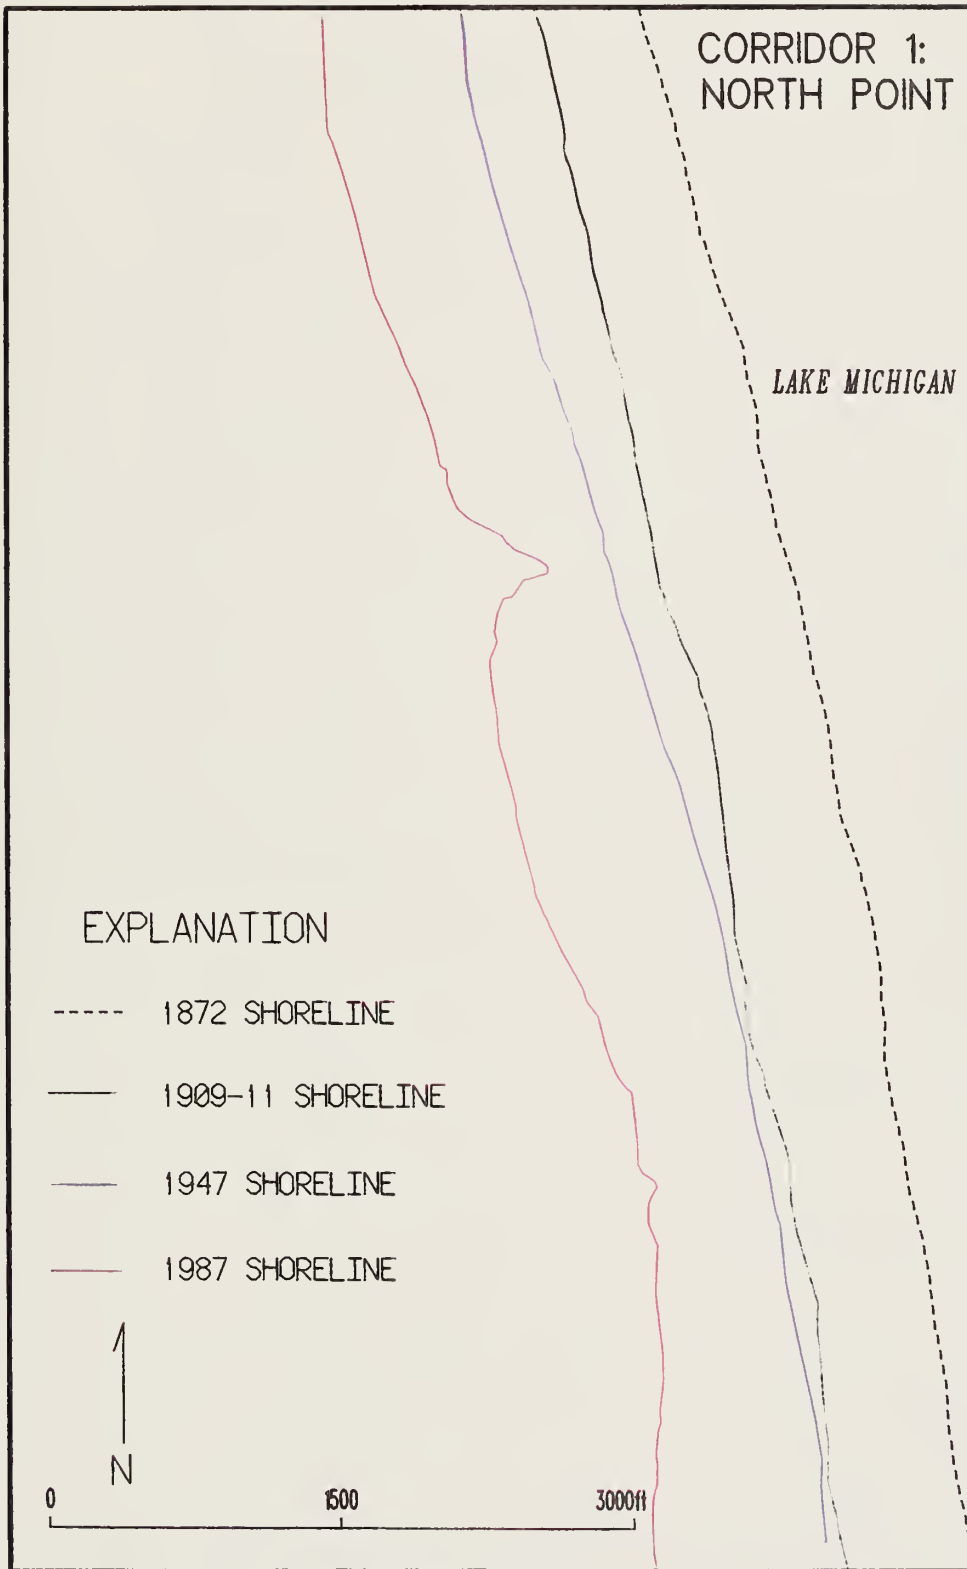 CORRIDOR 1:
NORTH POINT
LAKE MICHIGAN
EXPLANATION
1872 SHORELINE
1909-11 SHORELINE
1947 SHORELINE
1987 SHORELINE
N
0 1500 3000ft